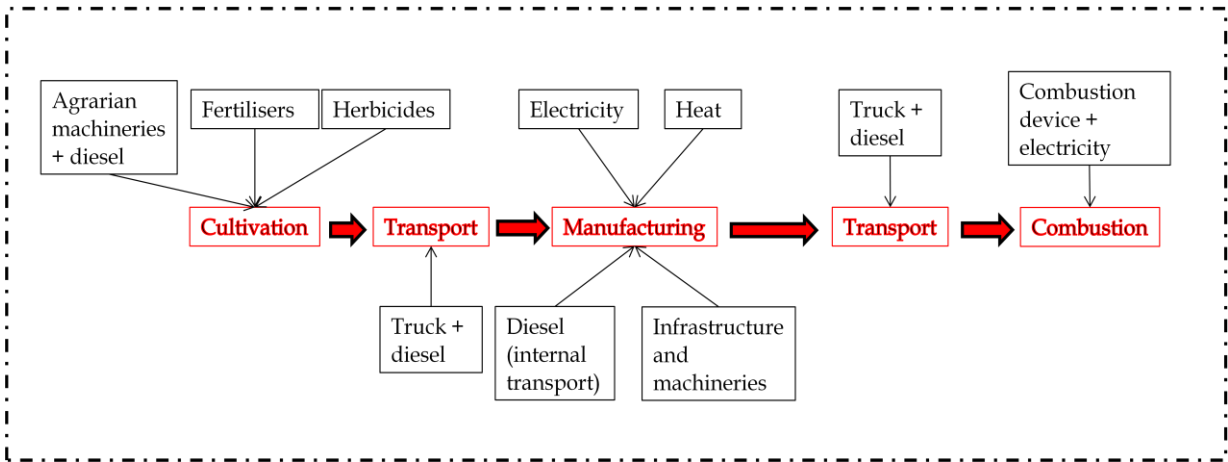 Agrarian
machineries
+ diesel
Fertilisers
Herbicides
Electricity
Heat
Truck +
diesel
Combustion
device +
electricity
Cultivation
Transport
Manufacturing
Transport
Combustion
Truck +
diesel
Diesel
(internal
transport)
Infrastructure
and
machineries